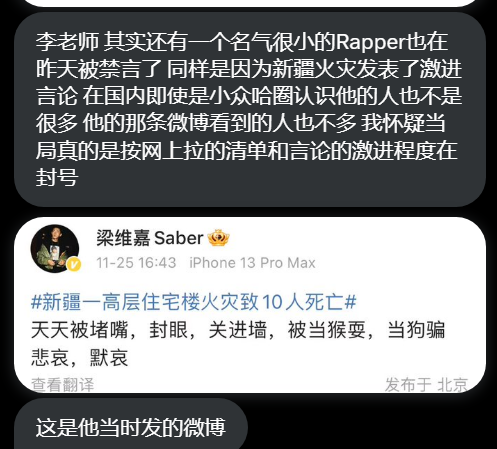 李老师 其实还有一个名气很小的Rapper也在
昨天被禁言了 同样是因为新疆火灾发表了激进
言论 在国内即使是小众哈圈认识他的人也不是
很多 他的那条微博看到的人也不多 我怀疑当
局真的是按网上拉的清单和言论的激进程度在
封号
梁维嘉Saber
11-25 16:43 iPhone 13 Pro Max
#新疆一高层住宅楼火灾致10人死亡#
天天被堵嘴，封眼，关进墙，被当猴耍，当狗骗
悲哀，默哀
查看翻译 发布于 北京
这是他当时发的微博